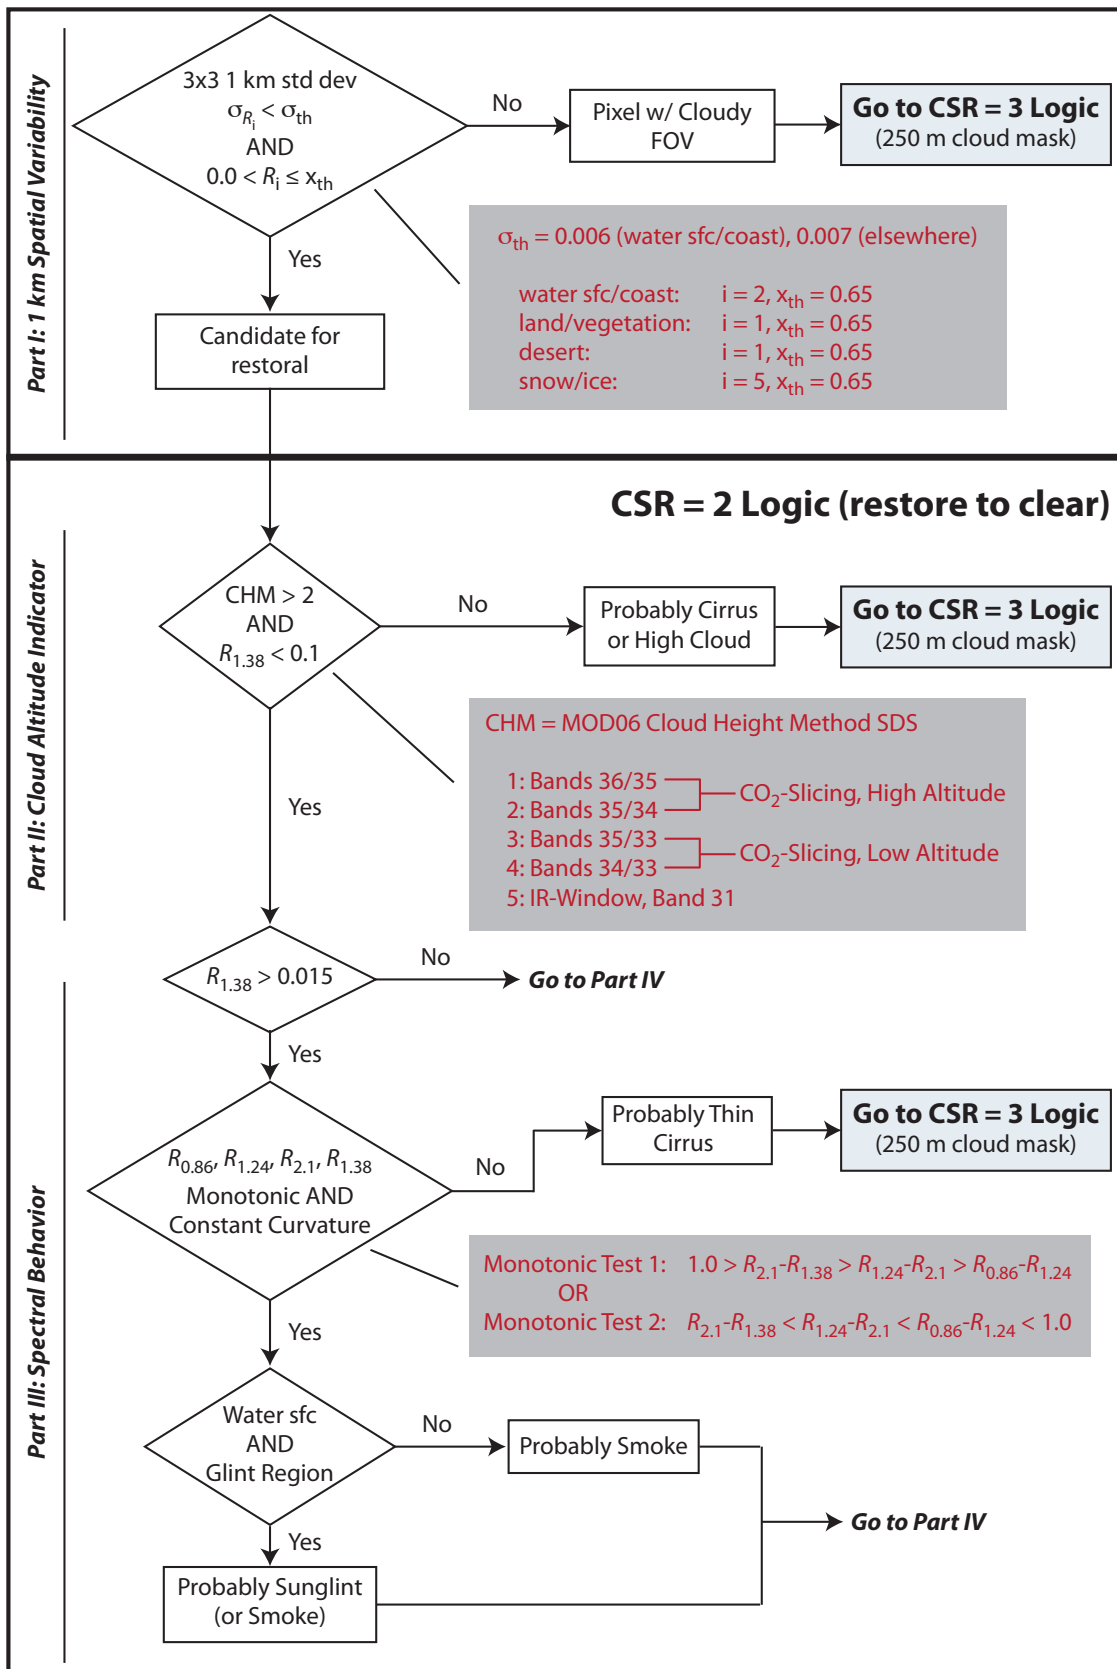 Part I: 1 km Spatial Variability
3x3 1 km std dev
σRi < σth
AND
0.0 < Ri ≤ xth
No
Pixel w/ Cloudy
FOV
Go to CSR = 3 Logic
(250 m cloud mask)
Yes
Candidate for
restoral
σth = 0.006 (water sfc/coast), 0.007 (elsewhere)
water sfc/coast: i = 2, xth = 0.65
land/vegetation: i = 1, xth = 0.65
desert: i = 1, xth = 0.65
snow/ice: i = 5, xth = 0.65
CSR = 2 Logic (restore to clear)
Part II: Cloud Altitude Indicator
CHM > 2
AND
R1.38 < 0.1
No
Probably Cirrus
or High Cloud
Go to CSR = 3 Logic
(250 m cloud mask)
Yes
CHM = MOD06 Cloud Height Method SDS
1: Bands 36/35
2: Bands 35/34
CO2-Slicing, High Altitude
3: Bands 35/33
4: Bands 34/33
CO2-Slicing, Low Altitude
5: IR-Window, Band 31
Part III: Spectral Behavior
R1.38 > 0.015
No
Go to Part IV
Yes
R0.86, R1.24, R2.1, R1.38
Monotonic AND
Constant Curvature
No
Probably Thin
Cirrus
Go to CSR = 3 Logic
(250 m cloud mask)
Monotonic Test 1: 1.0 > R2.1-R1.38 > R1.24-R2.1 > R0.86-R1.24
OR
Monotonic Test 2: R2.1-R1.38 < R1.24-R2.1 < R0.86-R1.24 < 1.0
Yes
Water sfc
AND
Glint Region
No
Probably Smoke
Go to Part IV
Yes
Probably Sunglint
(or Smoke)